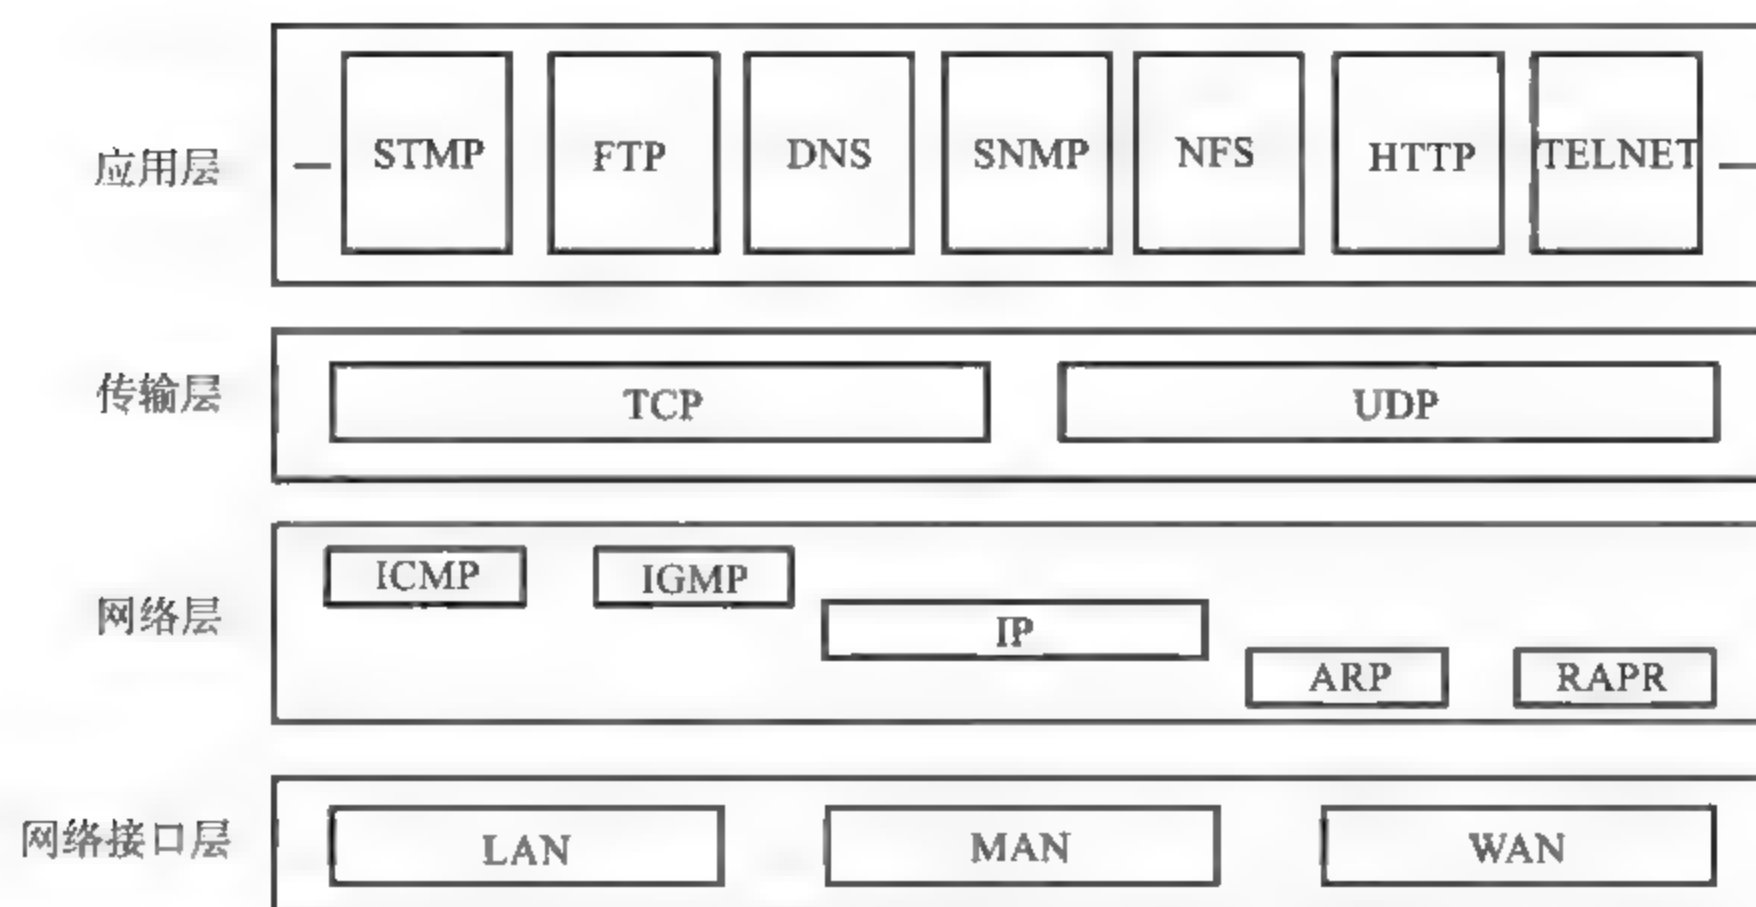 应用层 STMP FTP DNS SNMP NFS HTTP TELNET
传输层 TCP UDP
网络层 ICMP IGMP IP ARP RAPR
网络接口层 LAN MAN WAN